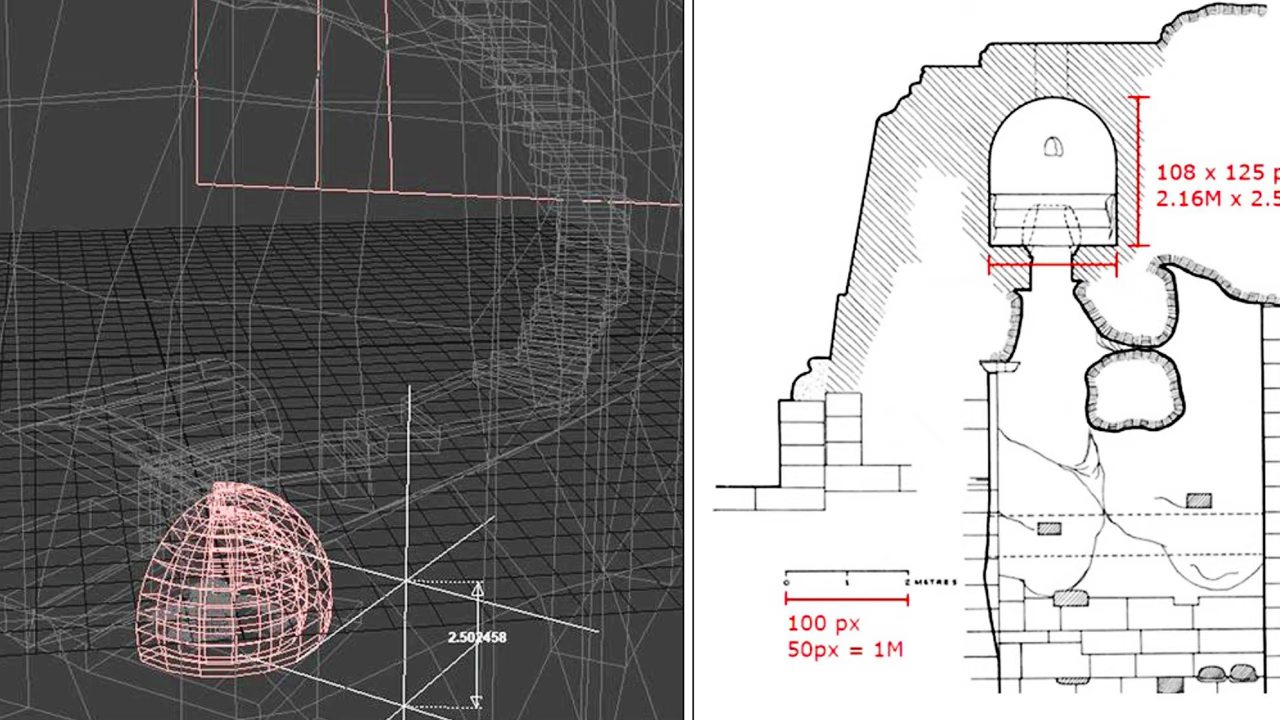 2.502458
108 x 125 p
2.16M x 2.5
0 1 2 METRES
100 px
50px = 1M